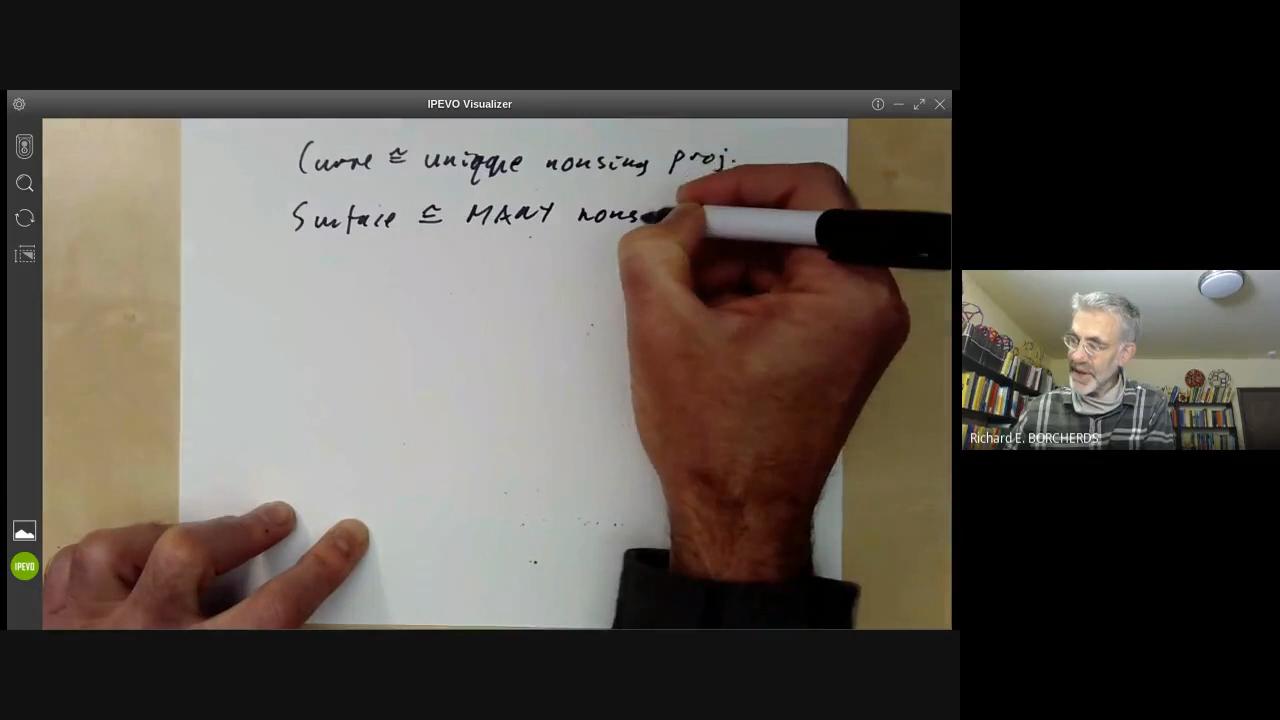 IPEVO Visualizer
Curve ≅ unique nonsing proj.
Surface ≅ MANY nons
IPEVO
Richard E. BORCHERDS